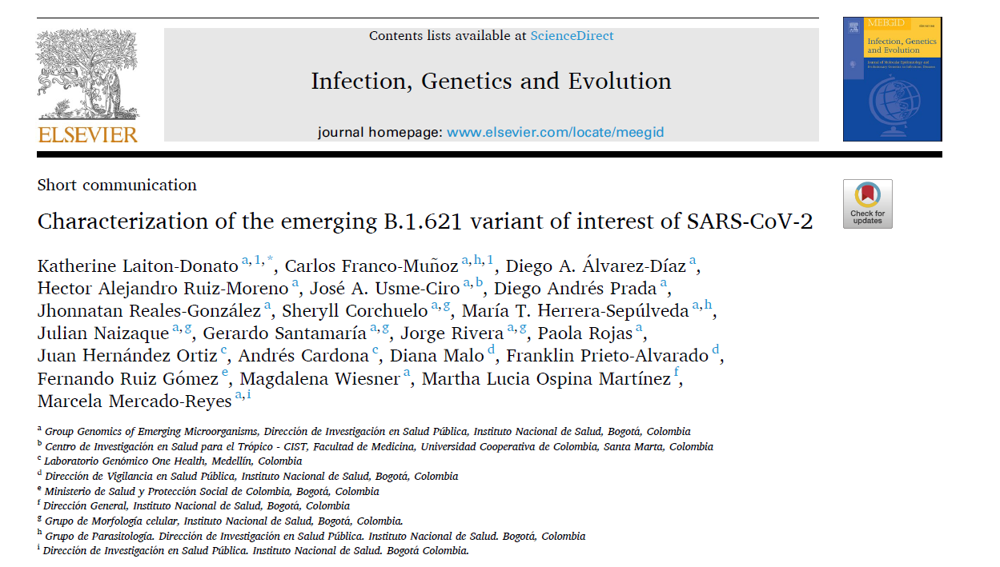 Contents lists available at ScienceDirect
Infection, Genetics and Evolution
journal homepage: www.elsevier.com/locate/meegid
ELSEVIER
MEEGID
Infection, Genetics
and Evolution
Short communication
Check for
updates
Characterization of the emerging B.1.621 variant of interest of SARS-CoV-2
Katherine Laiton-Donato a,1,*, Carlos Franco-Muñoz a,h,1, Diego A. Álvarez-Díaz a,
Hector Alejandro Ruiz-Moreno a, José A. Usme-Ciro a,b, Diego Andrés Prada a,
Jhonnatan Reales-González a, Sheryll Corchuelo a,g, María T. Herrera-Sepúlveda a,h,
Julian Naizaque a,g, Gerardo Santamaría a,g, Jorge Rivera a,g, Paola Rojas a,
Juan Hernández Ortiz c, Andrés Cardona c, Diana Malo d, Franklin Prieto-Alvarado d,
Fernando Ruiz Gómez e, Magdalena Wiesner a, Martha Lucia Ospina Martínez f,
Marcela Mercado-Reyes a,i
a Group Genomics of Emerging Microorganisms, Dirección de Investigación en Salud Pública, Instituto Nacional de Salud, Bogotá, Colombia
b Centro de Investigación en Salud para el Trópico - CIST, Facultad de Medicina, Universidad Cooperativa de Colombia, Santa Marta, Colombia
c Laboratorio Genómico One Health, Medellín, Colombia
d Dirección de Vigilancia en Salud Pública, Instituto Nacional de Salud, Bogotá, Colombia
e Ministerio de Salud y Protección Social de Colombia, Bogotá, Colombia
f Dirección General, Instituto Nacional de Salud, Bogotá, Colombia
g Grupo de Morfología celular, Instituto Nacional de Salud, Bogotá, Colombia.
h Grupo de Parasitología. Dirección de Investigación en Salud Pública. Instituto Nacional de Salud. Bogotá, Colombia
i Dirección de Investigación en Salud Pública. Instituto Nacional de Salud. Bogotá Colombia.